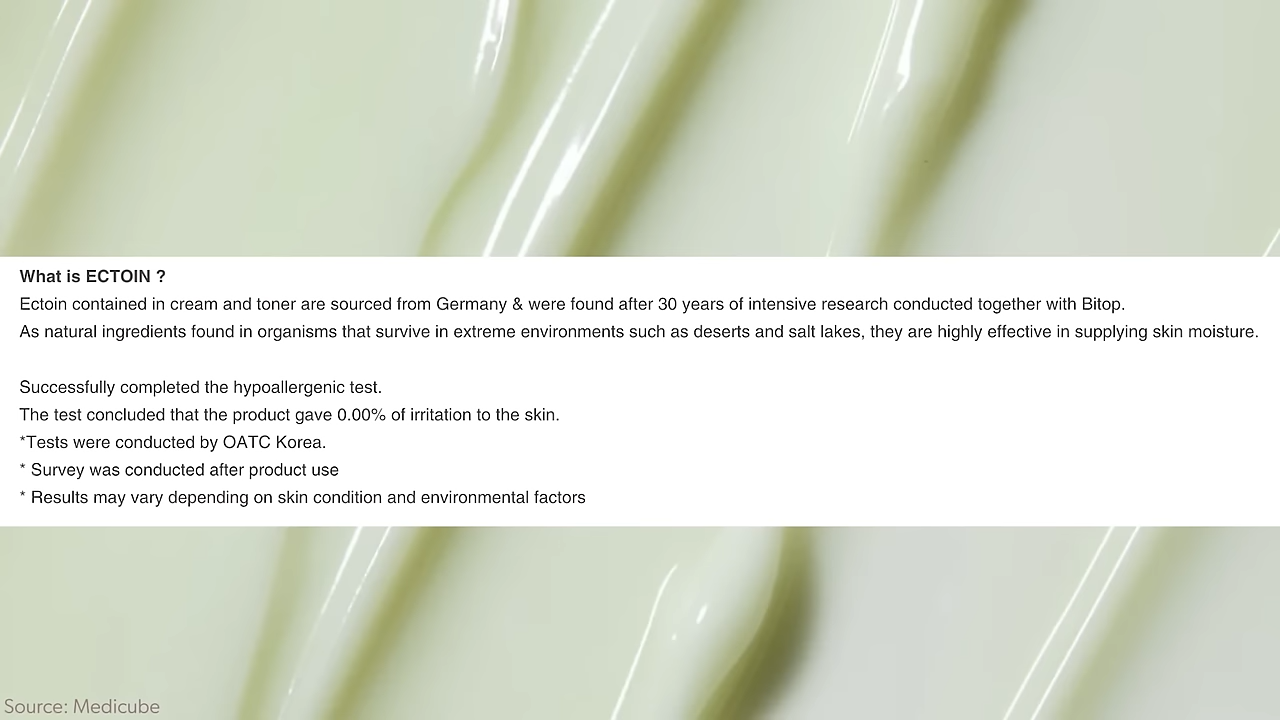 What is ECTOIN ?
Ectoin contained in cream and toner are sourced from Germany & were found after 30 years of intensive research conducted together with Bitop.
As natural ingredients found in organisms that survive in extreme environments such as deserts and salt lakes, they are highly effective in supplying skin moisture.
Successfully completed the hypoallergenic test.
The test concluded that the product gave 0.00% of irritation to the skin.
*Tests were conducted by OATC Korea.
* Survey was conducted after product use
* Results may vary depending on skin condition and environmental factors
Source: Medicube